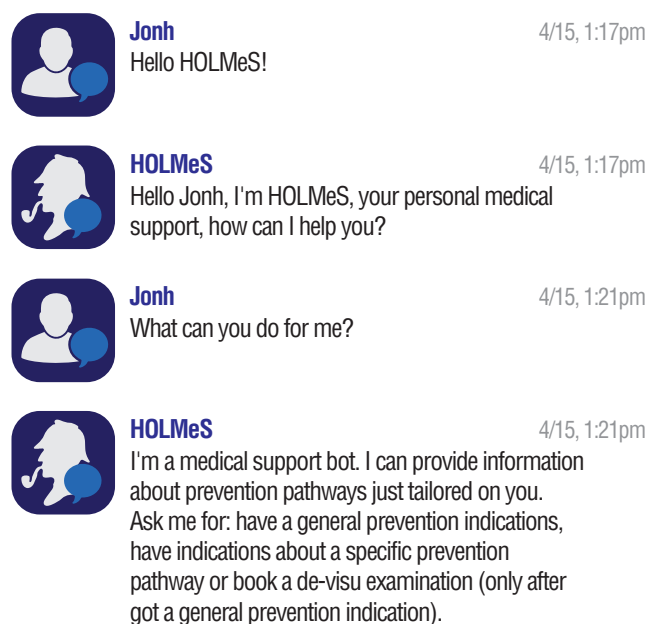 Jonh 4/15, 1:17pm
Hello HOLMeS!
HOLMeS 4/15, 1:17pm
Hello Jonh, I'm HOLMeS, your personal medical
support, how can I help you?
Jonh 4/15, 1:21pm
What can you do for me?
HOLMeS 4/15, 1:21pm
I'm a medical support bot. I can provide information
about prevention pathways just tailored on you.
Ask me for: have a general prevention indications,
have indications about a specific prevention
pathway or book a de-visu examination (only after
got a general prevention indication).